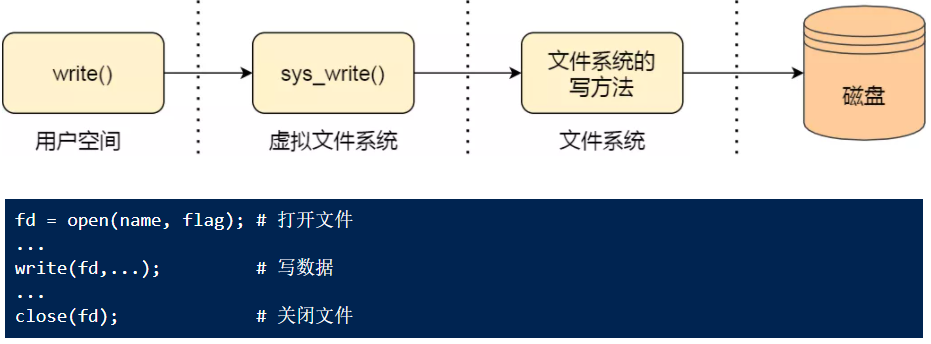 write()
sys_write()
文件系统的
写方法
磁盘
用户空间
虚拟文件系统
文件系统
fd = open(name, flag); # 打开文件
...
write(fd,...); # 写数据
...
close(fd); # 关闭文件